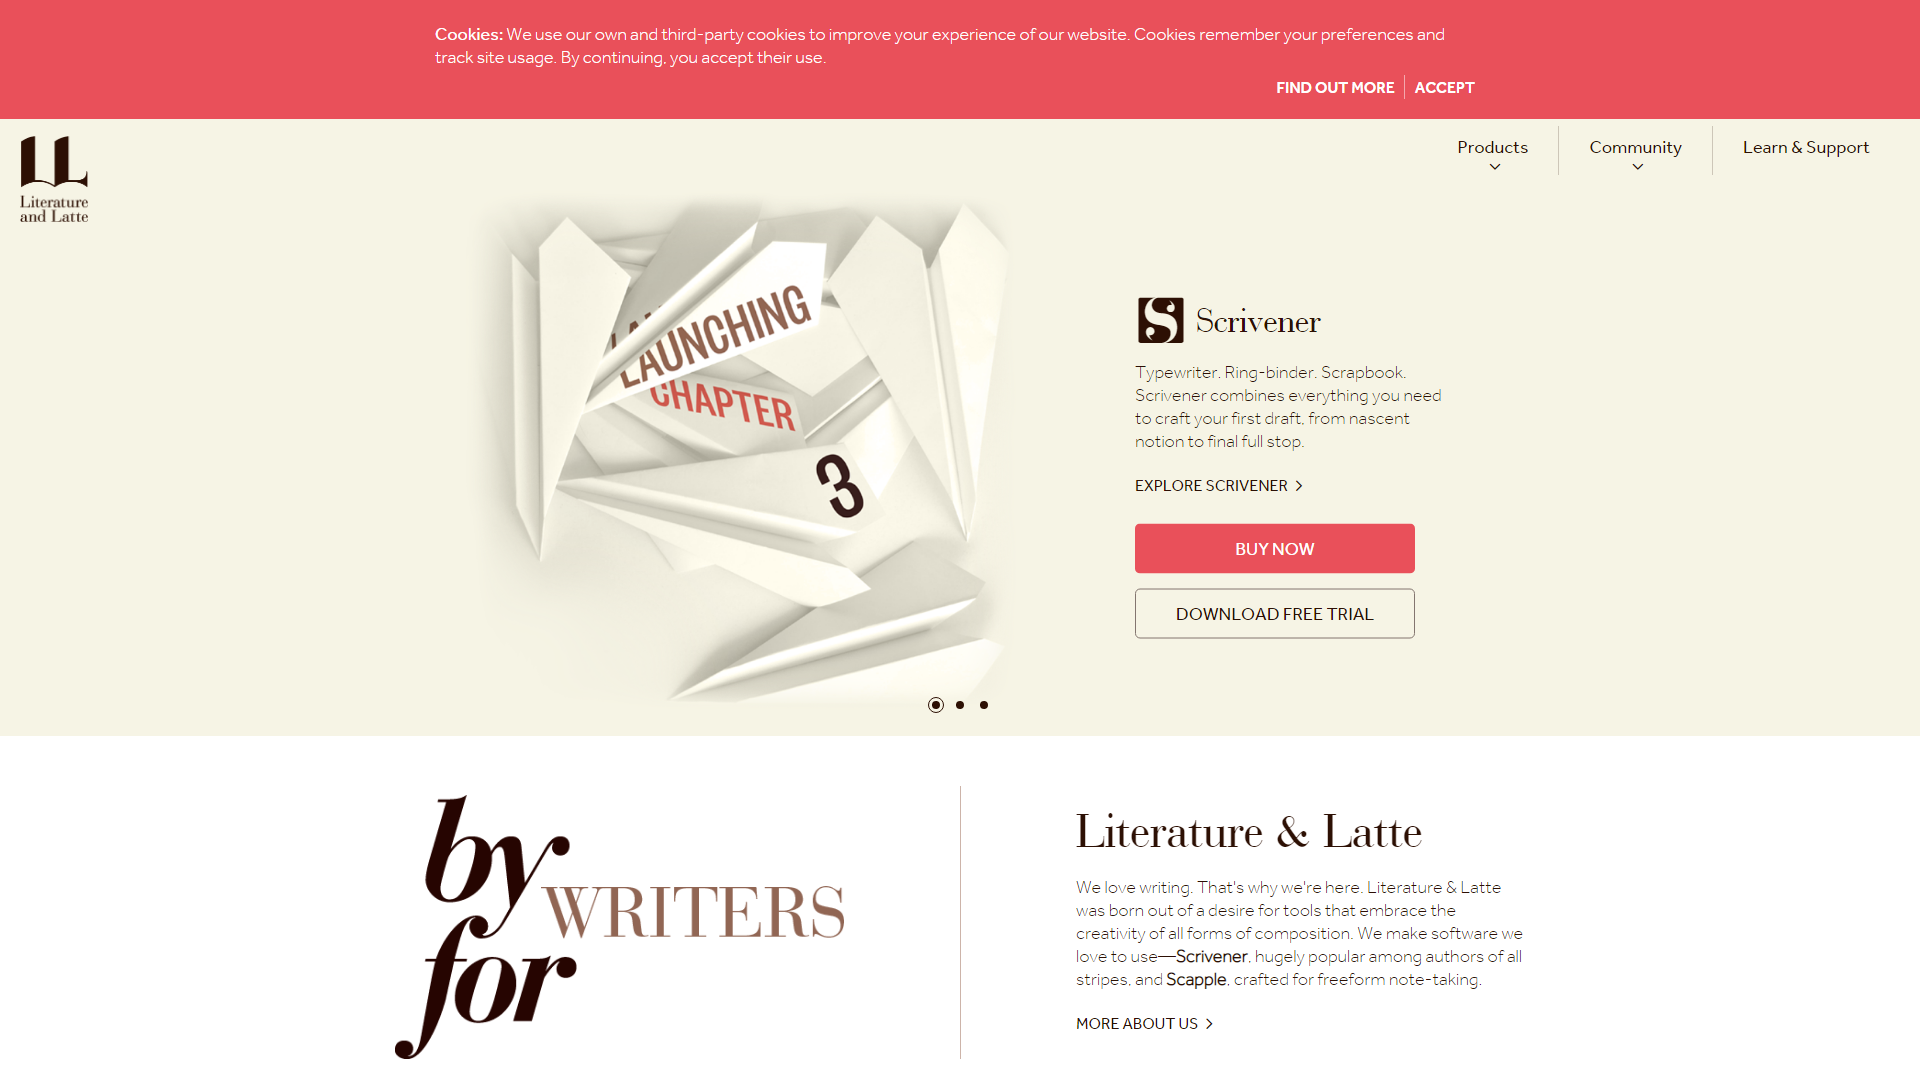 Cookies: We use our own and third-party cookies to improve your experience of our website. Cookies remember your preferences and
track site usage. By continuing, you accept their use.
FIND OUT MORE
ACCEPT
Literature
and Latte
Products
Community
Learn & Support
LAUNCHING
CHAPTER
3
Scrivener
Typewriter. Ring-binder. Scrapbook.
Scrivener combines everything you need
to craft your first draft, from nascent
notion to final full stop.
EXPLORE SCRIVENER
BUY NOW
DOWNLOAD FREE TRIAL
by
WRITERS
for
Literature & Latte
We love writing. That's why we're here. Literature & Latte
was born out of a desire for tools that embrace the
creativity of all forms of composition. We make software we
love to use—Scrivener, hugely popular among authors of all
stripes, and Scapple, crafted for freeform note-taking.
MORE ABOUT US